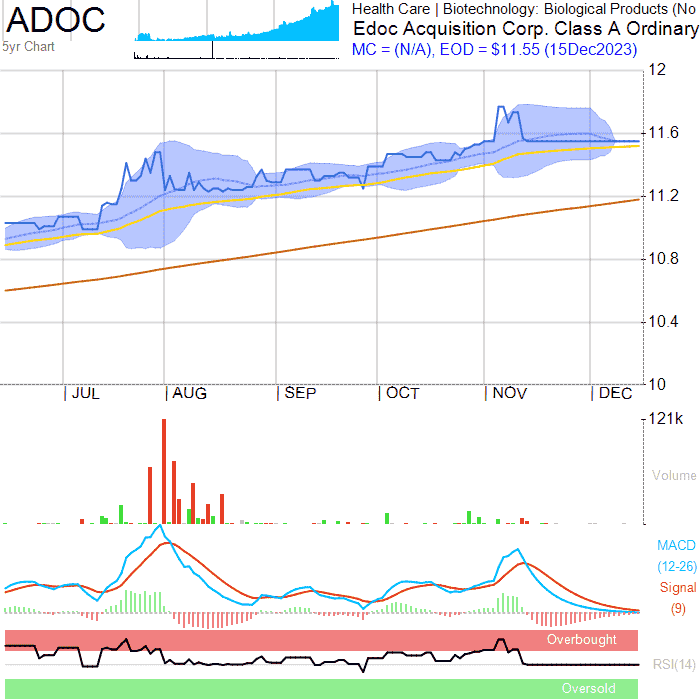 ADOC
5yr Chart
Health Care | Biotechnology: Biological Products (No
Edoc Acquisition Corp. Class A Ordinary
MC = (N/A), EOD = $11.55 (15Dec2023)
12
11.6
11.2
10.8
10.4
10
JUL AUG SEP OCT NOV DEC
121k
Volume
MACD
(12-26)
Signal
(9)
Overbought
RSI(14)
Oversold